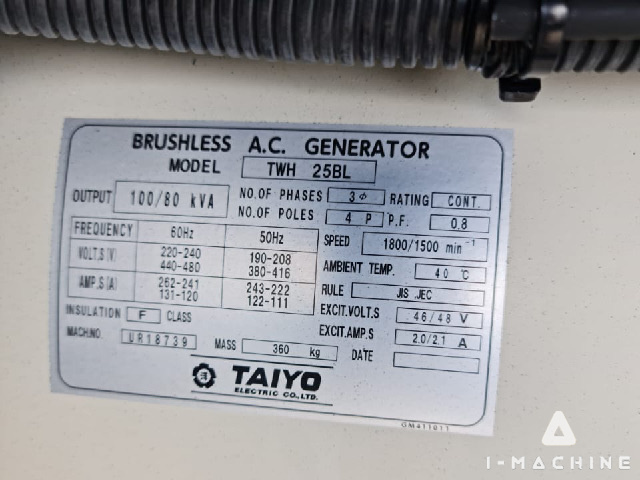 BRUSHLESS A.C. GENERATOR
MODEL TWH 25BL
OUTPUT 100/80 kVA
NO.OF PHASES 3φ RATING CONT.
NO.OF POLES 4 P P.F. 0.8
FREQUENCY 60Hz 50Hz
VOLT.S(V) 220-240 190-208
440-480 380-416
AMP.S(A) 262-241 243-222
131-120 122-111
SPEED 1800/1500 min⁻¹
AMBIENT TEMP. 40 ℃
RULE JIS JEC
INSULATION F CLASS
EXCIT.VOLT.S 46/48 V
EXCIT.AMP.S 2.0/2.1 A
MACH.NO. UR18739 MASS 360 kg DATE
TAIYO
ELECTRIC CO.,LTD.
GM411011
I-MACHINE